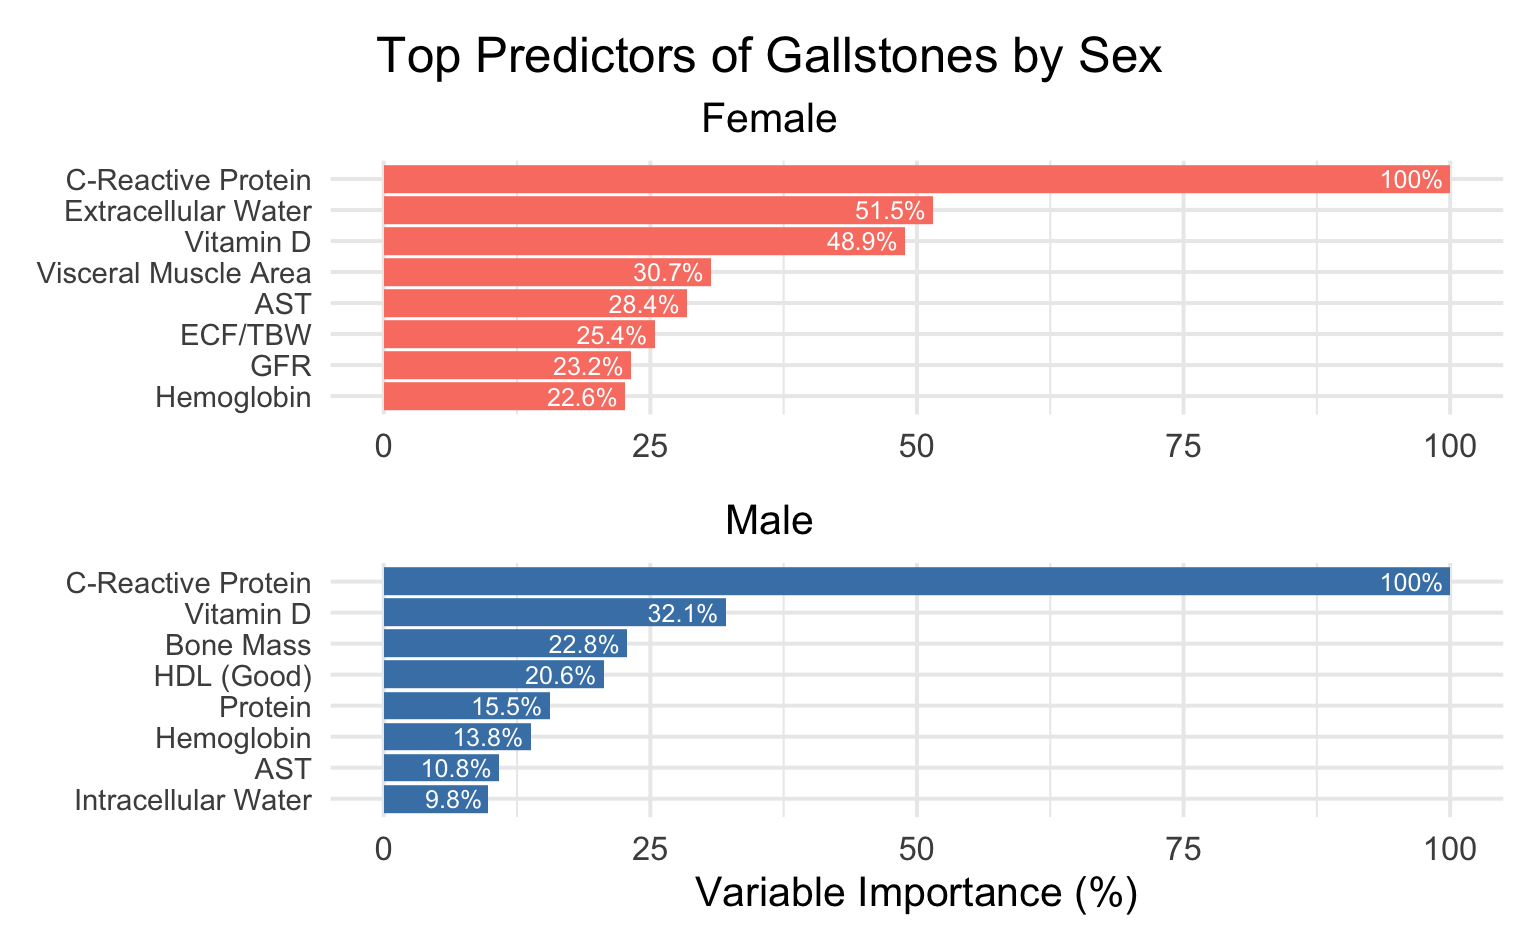 Top Predictors of Gallstones by Sex
Female
C-Reactive Protein 100%
Extracellular Water 51.5%
Vitamin D 48.9%
Visceral Muscle Area 30.7%
AST 28.4%
ECF/TBW 25.4%
GFR 23.2%
Hemoglobin 22.6%
0 25 50 75 100
Male
C-Reactive Protein 100%
Vitamin D 32.1%
Bone Mass 22.8%
HDL (Good) 20.6%
Protein 15.5%
Hemoglobin 13.8%
AST 10.8%
Intracellular Water 9.8%
0 25 50 75 100
Variable Importance (%)